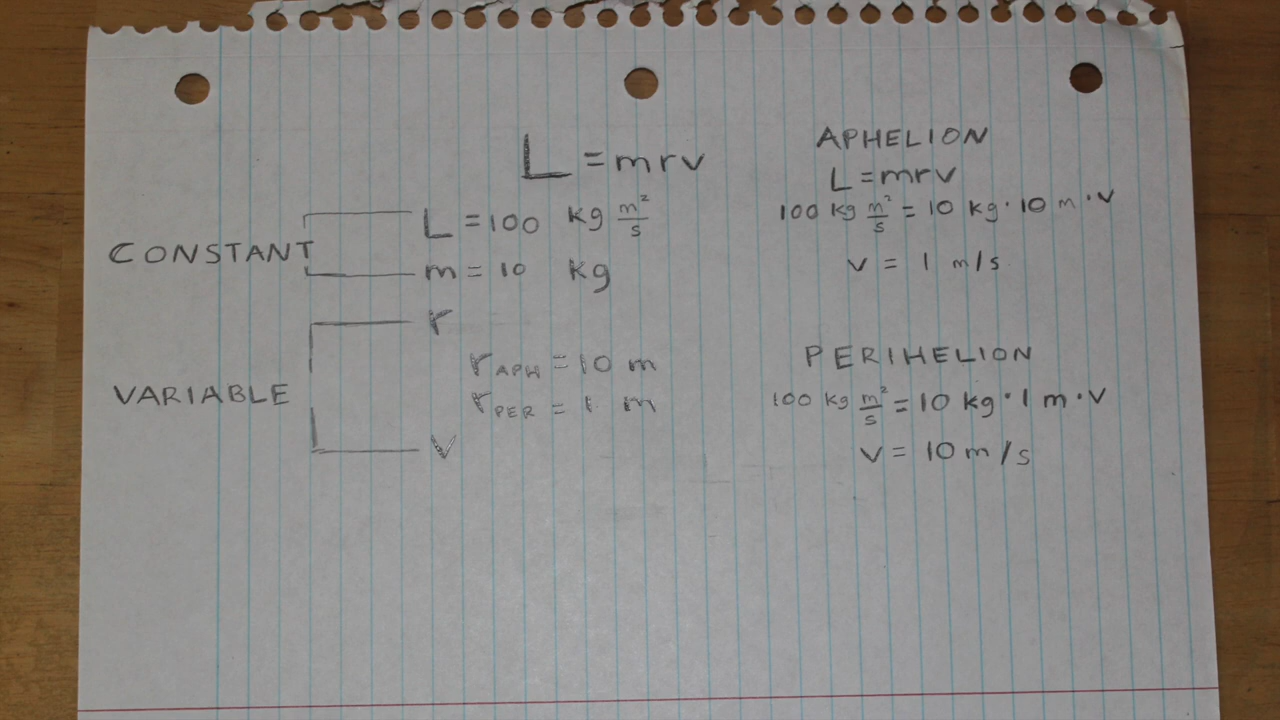 L = mrv
CONSTANT
L = 100 kg m²/s
m = 10 kg
VARIABLE
r
r APH = 10 m
r PER = 1 m
v
APHELION
L = mrv
100 kg m²/s = 10 kg · 10 m · v
v = 1 m/s
PERIHELION
100 kg m²/s = 10 kg · 1 m · v
v = 10 m/s